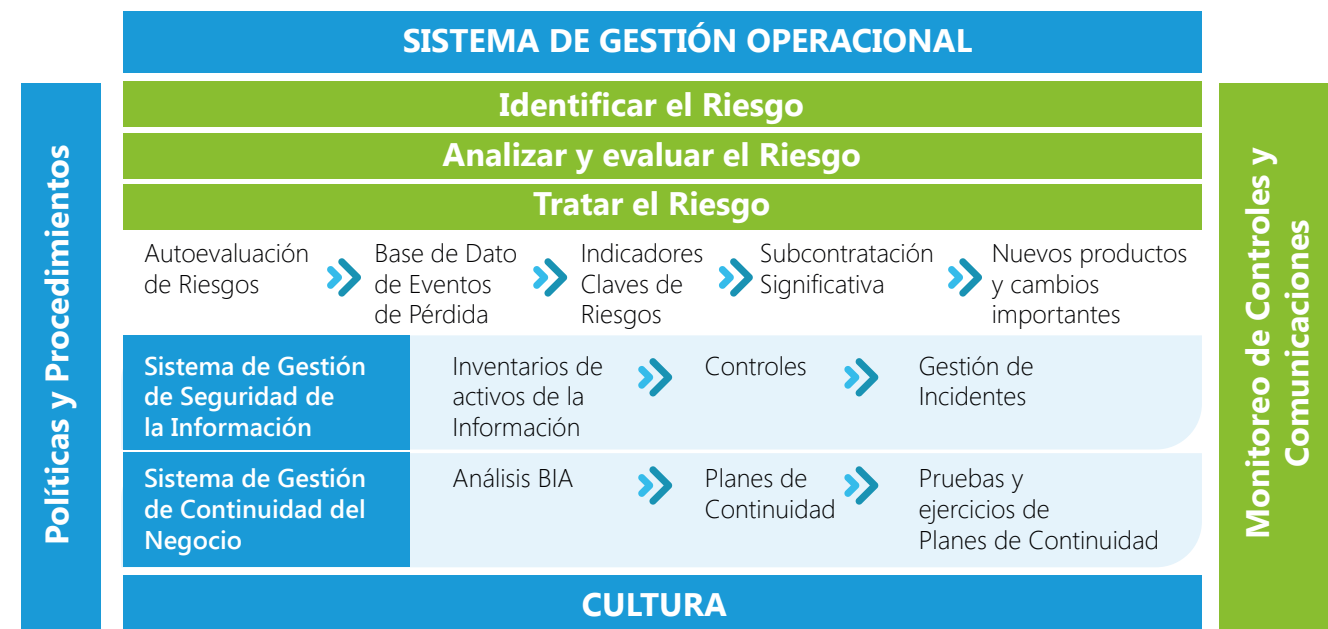 SISTEMA DE GESTIÓN OPERACIONAL
Políticas y Procedimientos
Identificar el Riesgo
Analizar y evaluar el Riesgo
Tratar el Riesgo
Autoevaluación
de Riesgos
Base de Dato
de Eventos
de Pérdida
Indicadores
Claves de
Riesgos
Subcontratación
Significativa
Nuevos productos
y cambios
importantes
Sistema de Gestión
de Seguridad de
la Información
Inventarios de
activos de la
Información
Controles
Gestión de
Incidentes
Sistema de Gestión
de Continuidad del
Negocio
Análisis BIA
Planes de
Continuidad
Pruebas y
ejercicios de
Planes de Continuidad
CULTURA
Monitoreo de Controles y
Comunicaciones